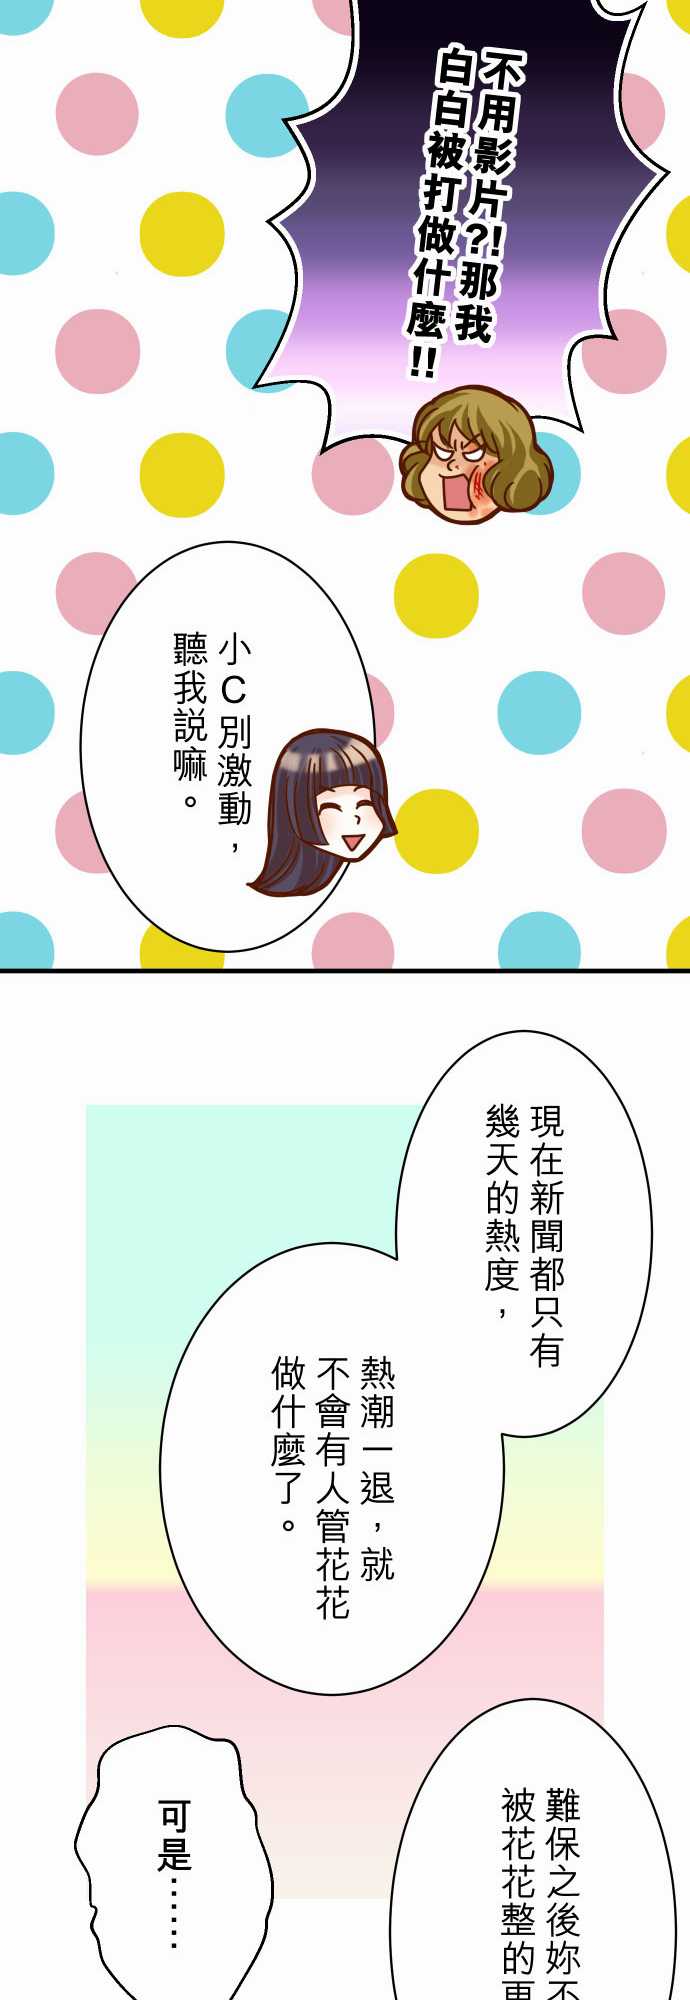 不用影片?!那我
白白被打做什麼!!
小C別激動，
聽我説嘛。
現在新聞都只有
幾天的熱度，
熱潮一退，就
不會有人管花花
做什麼了。
難保之後妳不
被花花整的更
可是……